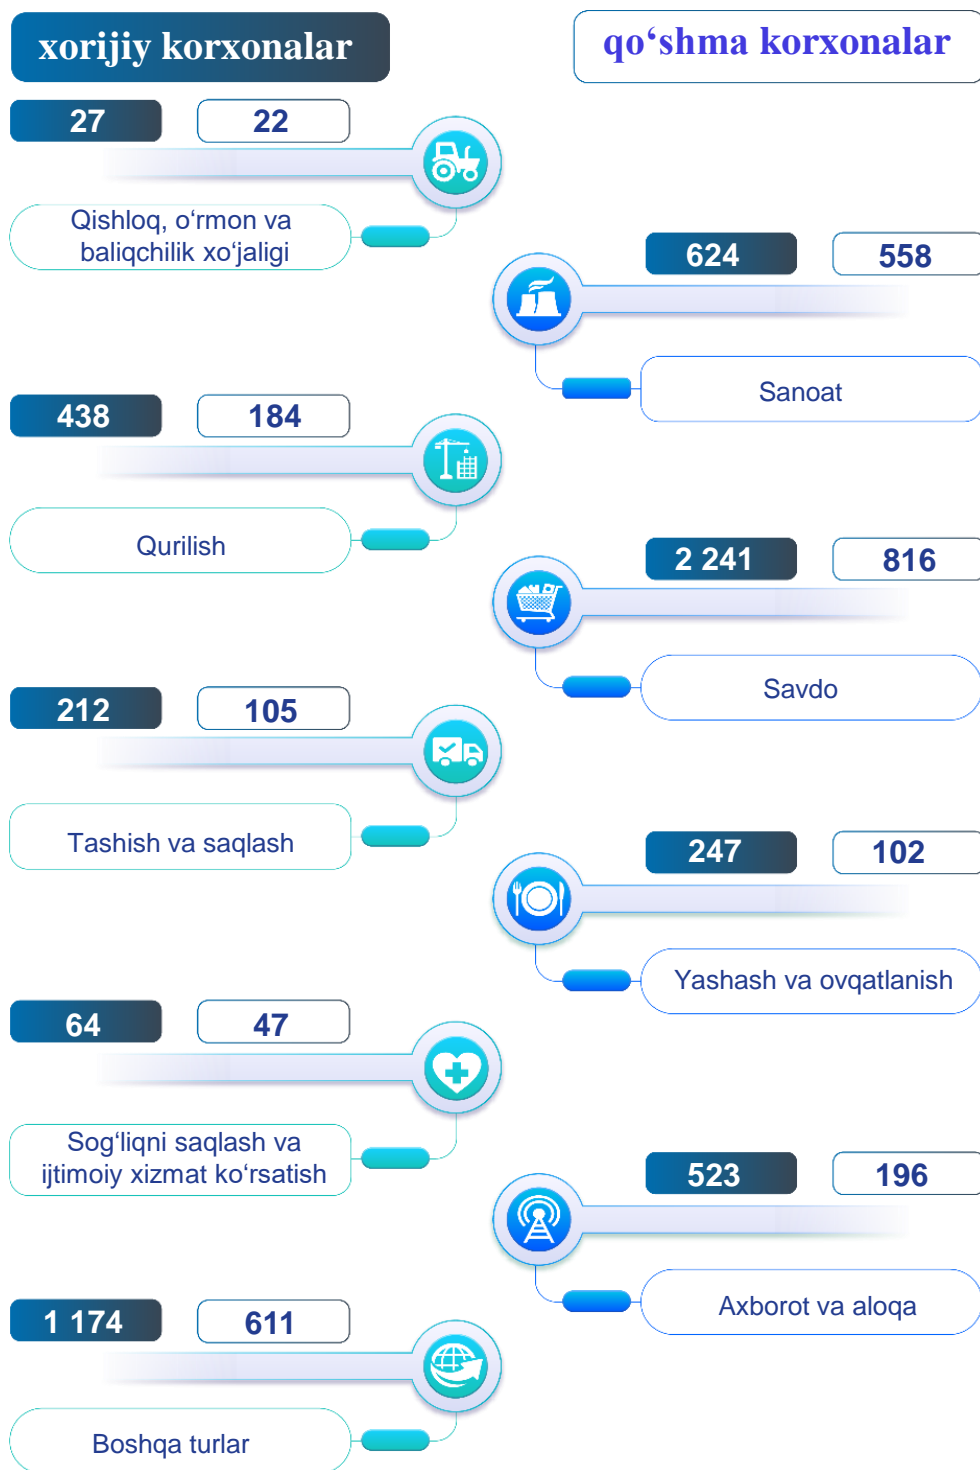 xorijiy korxonalar
qo‘shma korxonalar
27
22
Qishloq, o‘rmon va
baliqchilik xo‘jaligi
624
558
Sanoat
438
184
Qurilish
2 241
816
Savdo
212
105
Tashish va saqlash
247
102
Yashash va ovqatlanish
64
47
Sog‘liqni saqlash va
ijtimoiy xizmat ko‘rsatish
523
196
Axborot va aloqa
1 174
611
Boshqa turlar